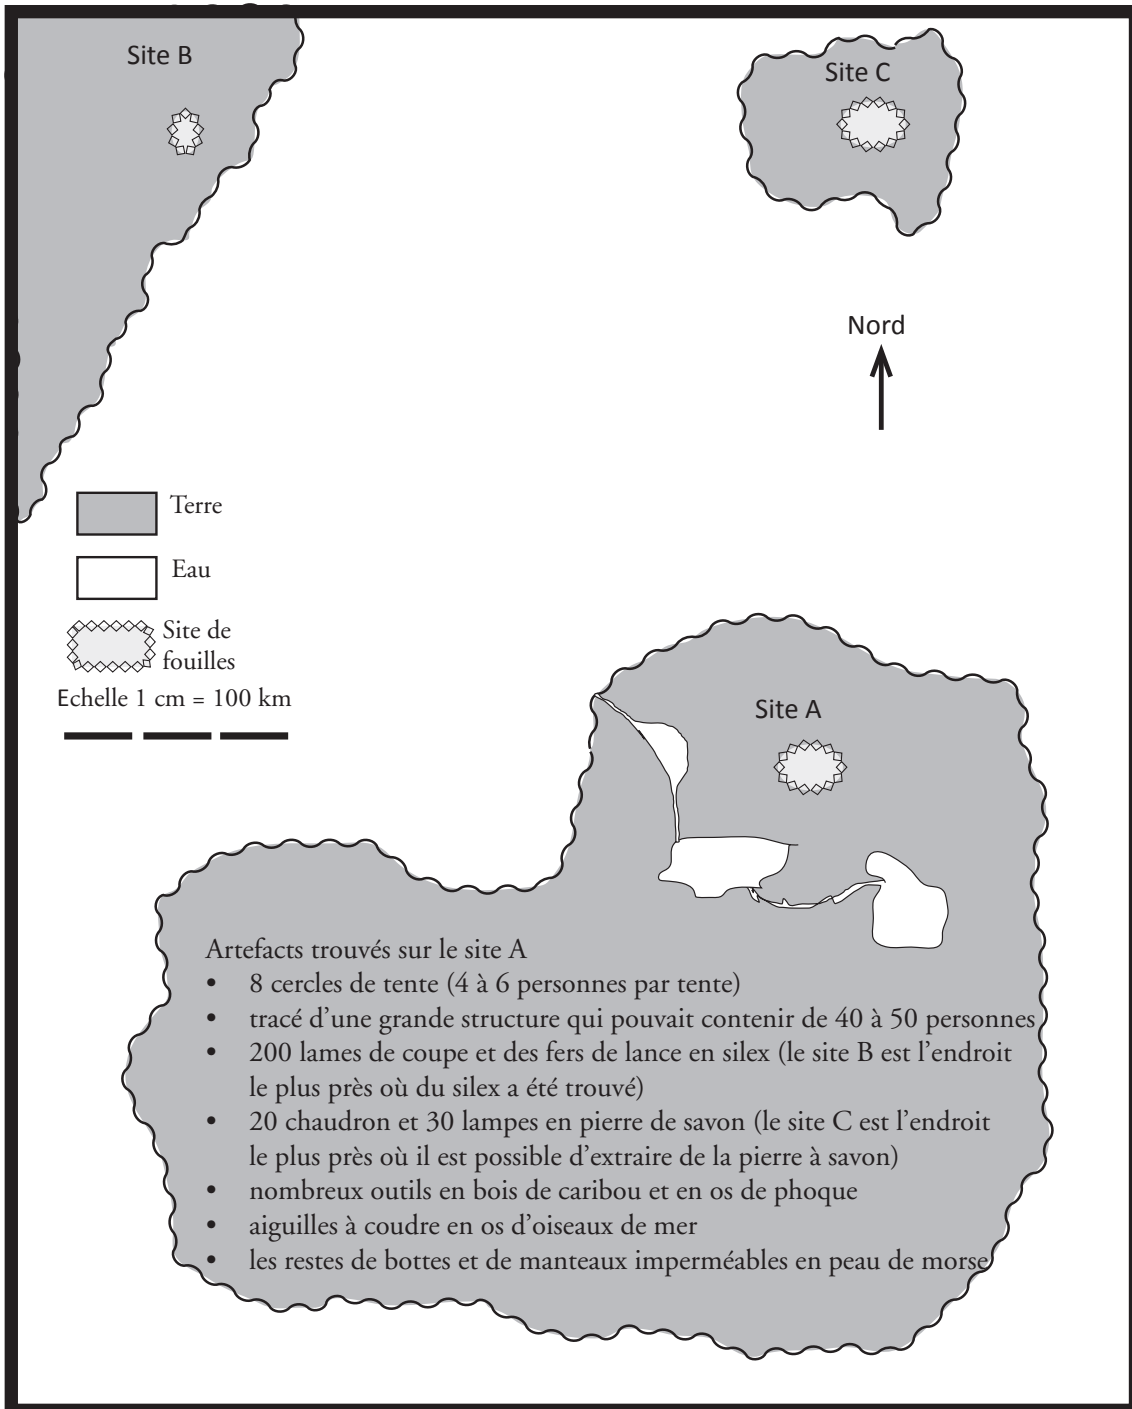 Site B
Site C
Nord
Terre
Eau
Site de
fouilles
Echelle 1 cm = 100 km
Site A
Artefacts trouvés sur le site A
• 8 cercles de tente (4 à 6 personnes par tente)
• tracé d'une grande structure qui pouvait contenir de 40 à 50 personnes
• 200 lames de coupe et des fers de lance en silex (le site B est l'endroit
le plus près où du silex a été trouvé)
• 20 chaudron et 30 lampes en pierre de savon (le site C est l'endroit
le plus près où il est possible d'extraire de la pierre à savon)
• nombreux outils en bois de caribou et en os de phoque
• aiguilles à coudre en os d'oiseaux de mer
• les restes de bottes et de manteaux imperméables en peau de morse